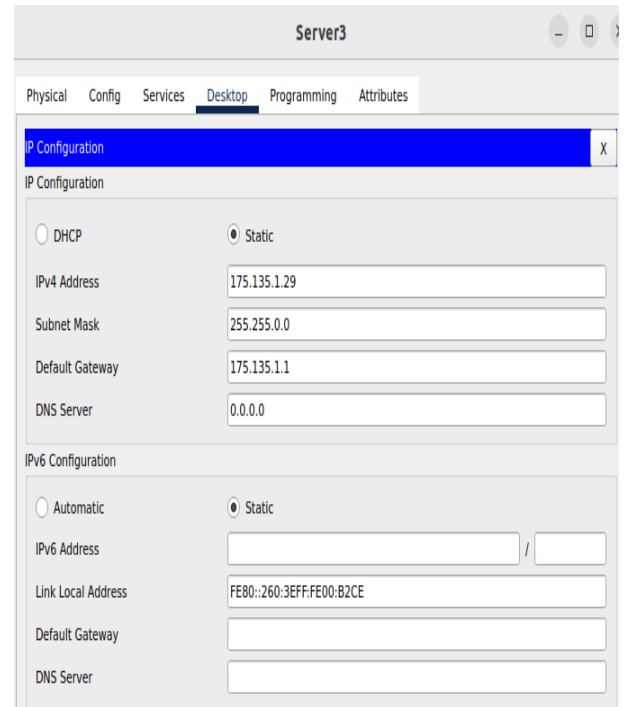 Server3
Physical Config Services Desktop Programming Attributes
IP Configuration X
IP Configuration
DHCP Static
IPv4 Address 175.135.1.29
Subnet Mask 255.255.0.0
Default Gateway 175.135.1.1
DNS Server 0.0.0.0
IPv6 Configuration
Automatic Static
IPv6 Address /
Link Local Address FE80::260:3EFF:FE00:B2CE
Default Gateway
DNS Server